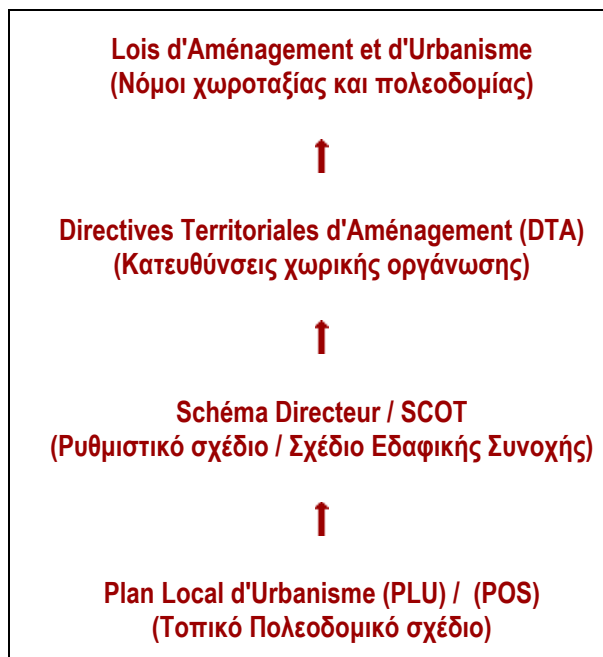 Lois d'Aménagement et d'Urbanisme
(Νόμοι χωροταξίας και πολεοδομίας)
Directives Territoriales d'Aménagement (DTA)
(Κατευθύνσεις χωρικής οργάνωσης)
Schéma Directeur / SCOT
(Ρυθμιστικό σχέδιο / Σχέδιο Εδαφικής Συνοχής)
Plan Local d'Urbanisme (PLU) / (POS)
(Τοπικό Πολεοδομικό σχέδιο)